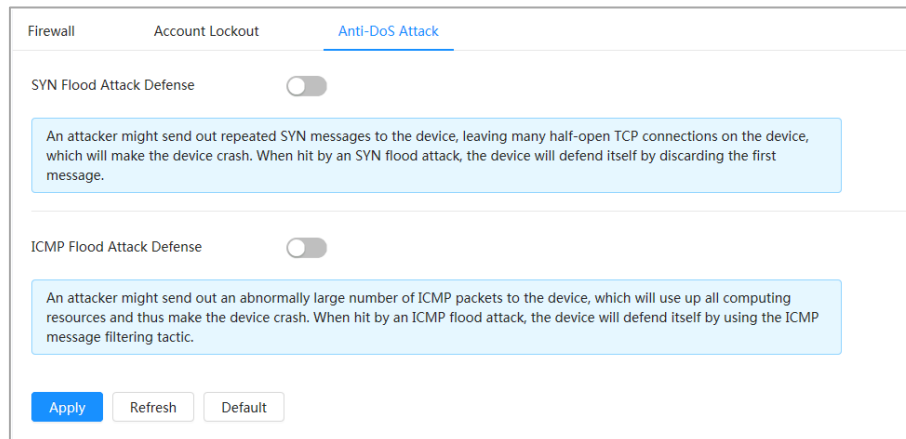 Firewall Account Lockout Anti-DoS Attack
SYN Flood Attack Defense
An attacker might send out repeated SYN messages to the device, leaving many half-open TCP connections on the device,
which will make the device crash. When hit by an SYN flood attack, the device will defend itself by discarding the first
message.
ICMP Flood Attack Defense
An attacker might send out an abnormally large number of ICMP packets to the device, which will use up all computing
resources and thus make the device crash. When hit by an ICMP flood attack, the device will defend itself by using the ICMP
message filtering tactic.
Apply Refresh Default